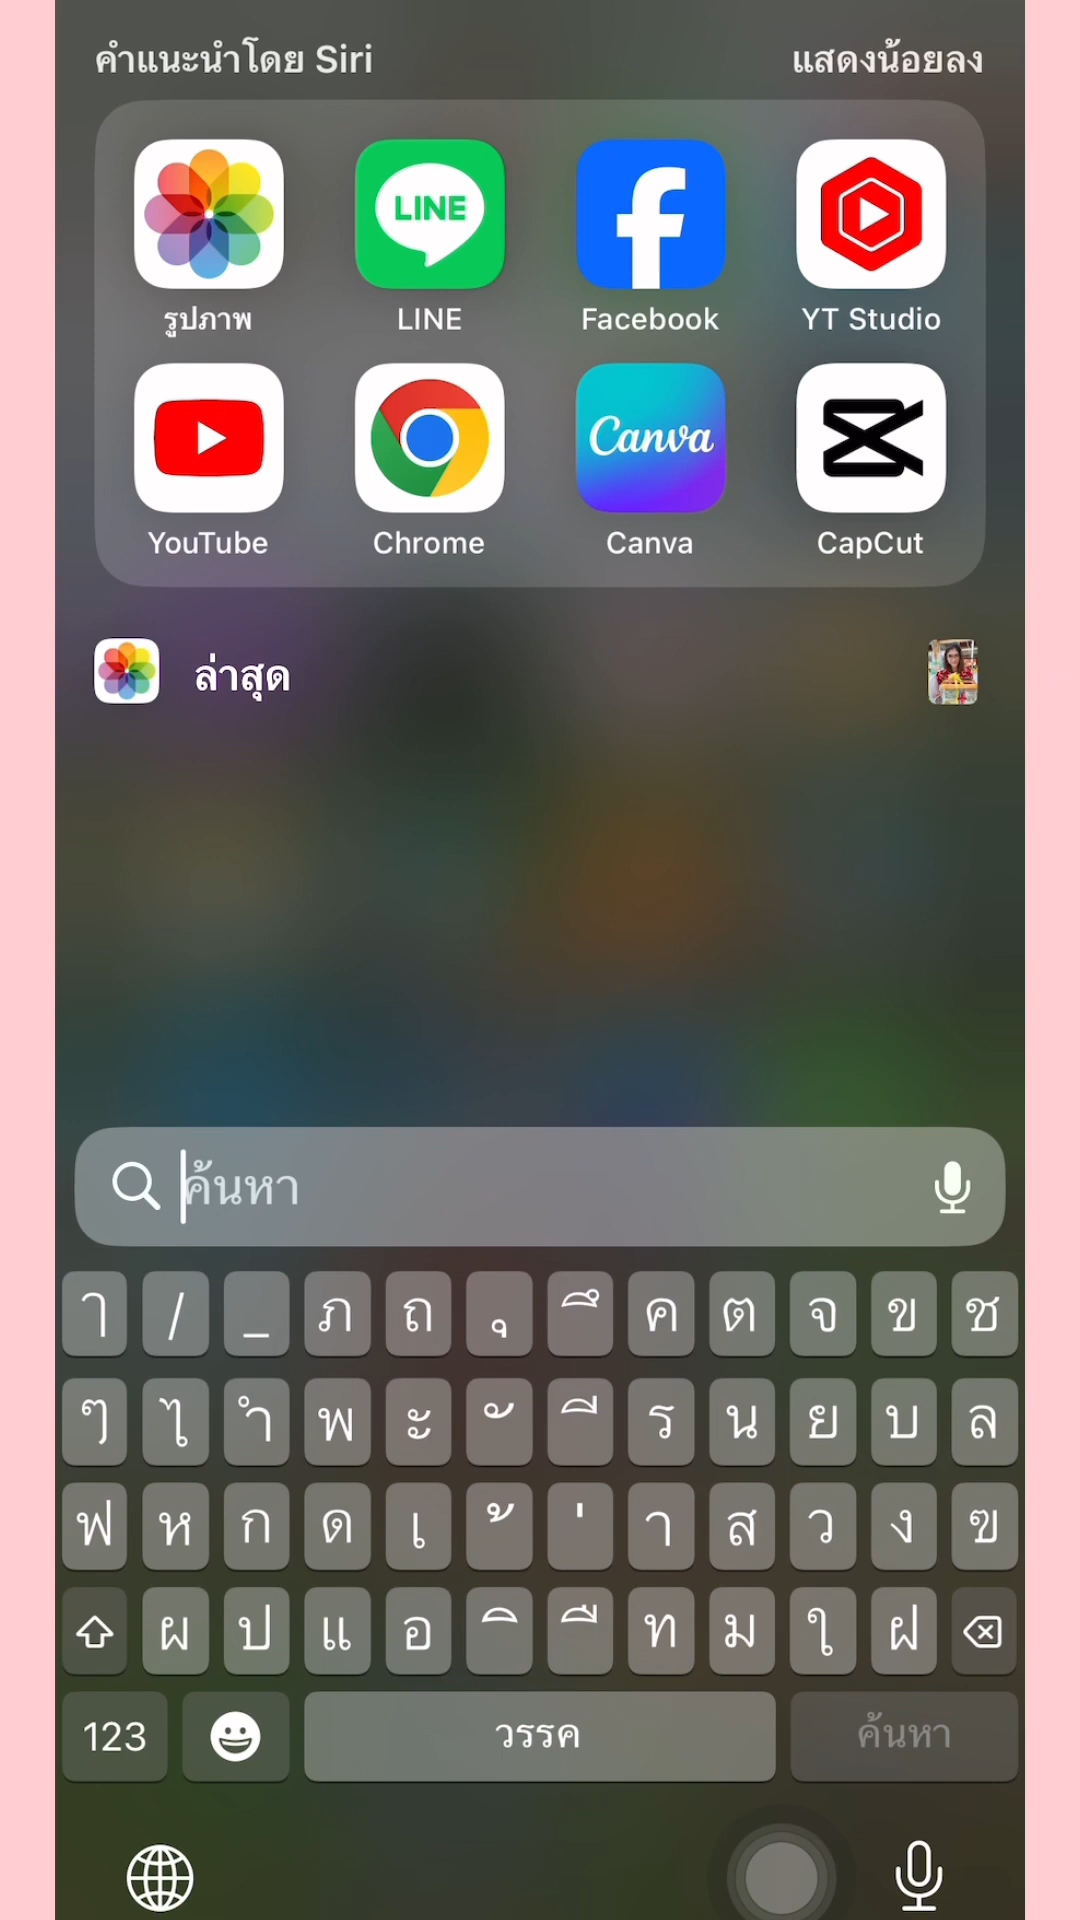 คำแนะนำโดย Siri แสดงน้อยลง
LINE
รูปภาพ LINE Facebook YT Studio
Canva
YouTube Chrome Canva CapCut
ล่าสุด
ค้นหา
ๅ / _ ภ ถ ุ ึ ค ต จ ข ช
ๆ ไ ำ พ ะ ั ี ร น ย บ ล
ฟ ห ก ด เ ้ ่ า ส ว ง ฃ
ผ ป แ อ ิ ื ท ม ใ ฝ
123 วรรค ค้นหา